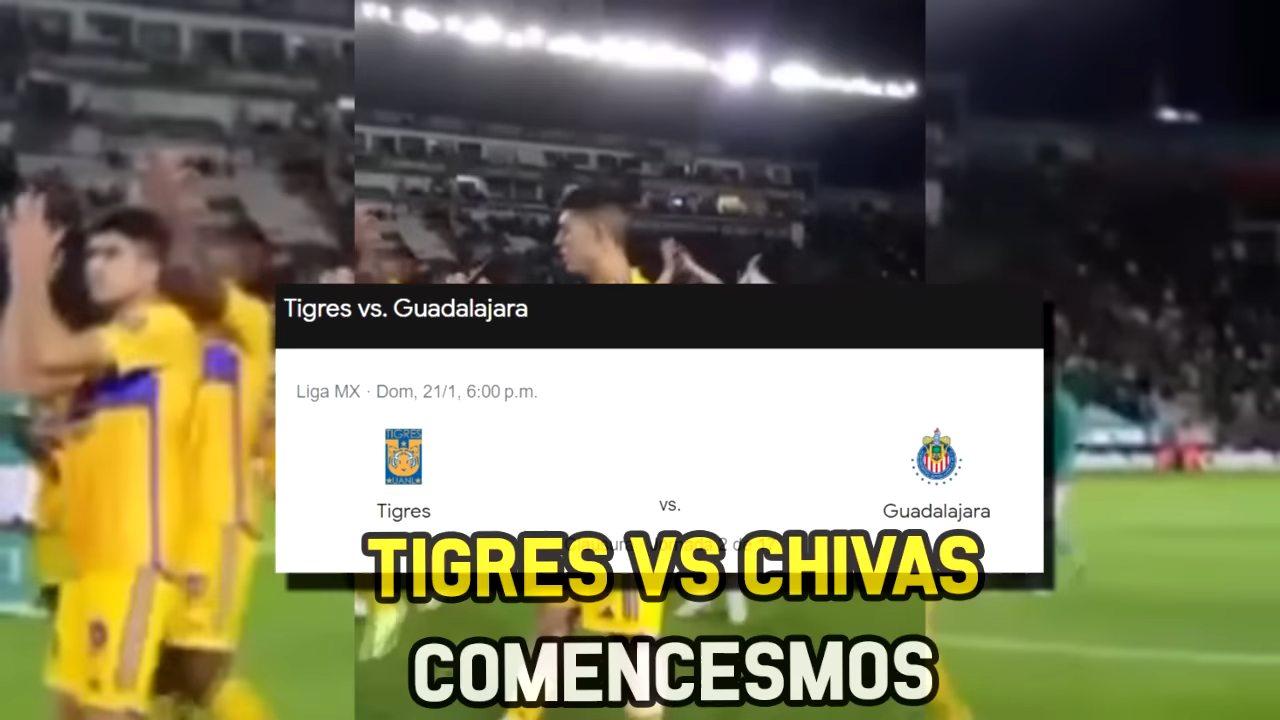 Tigres vs. Guadalajara
Liga MX · Dom, 21/1, 6:00 p.m.
TIGRES
UANL
Tigres
vs.
Guadalajara
TIGRES VS CHIVAS
COMENCESMOS